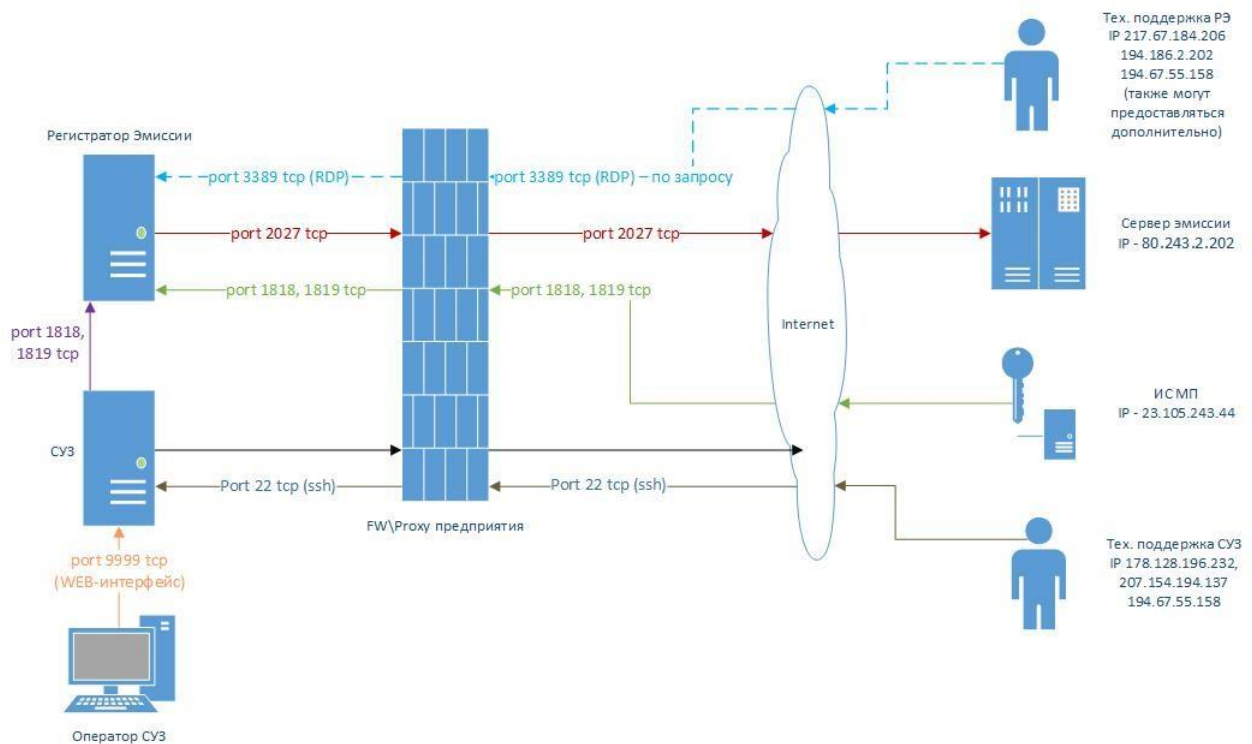 Тех. поддержка РЭ
IP 217.67.184.206
194.186.2.202
194.67.55.158
(также могут
предоставляться
дополнительно)
Регистратор Эмиссии
port 3389 tcp (RDP)
port 3389 tcp (RDP) – по запросу
port 2027 tcp
port 2027 tcp
Сервер эмиссии
IP - 80.243.2.202
port 1818, 1819 tcp
port 1818, 1819 tcp
Internet
port 1818,
1819 tcp
ИС МП
IP - 23.105.243.44
СУЗ
Port 22 tcp (ssh)
Port 22 tcp (ssh)
FW\Proxy предприятия
Тех. поддержка СУЗ
IP 178.128.196.232,
207.154.194.137
194.67.55.158
port 9999 tcp
(WEB-интерфейс)
Оператор СУЗ